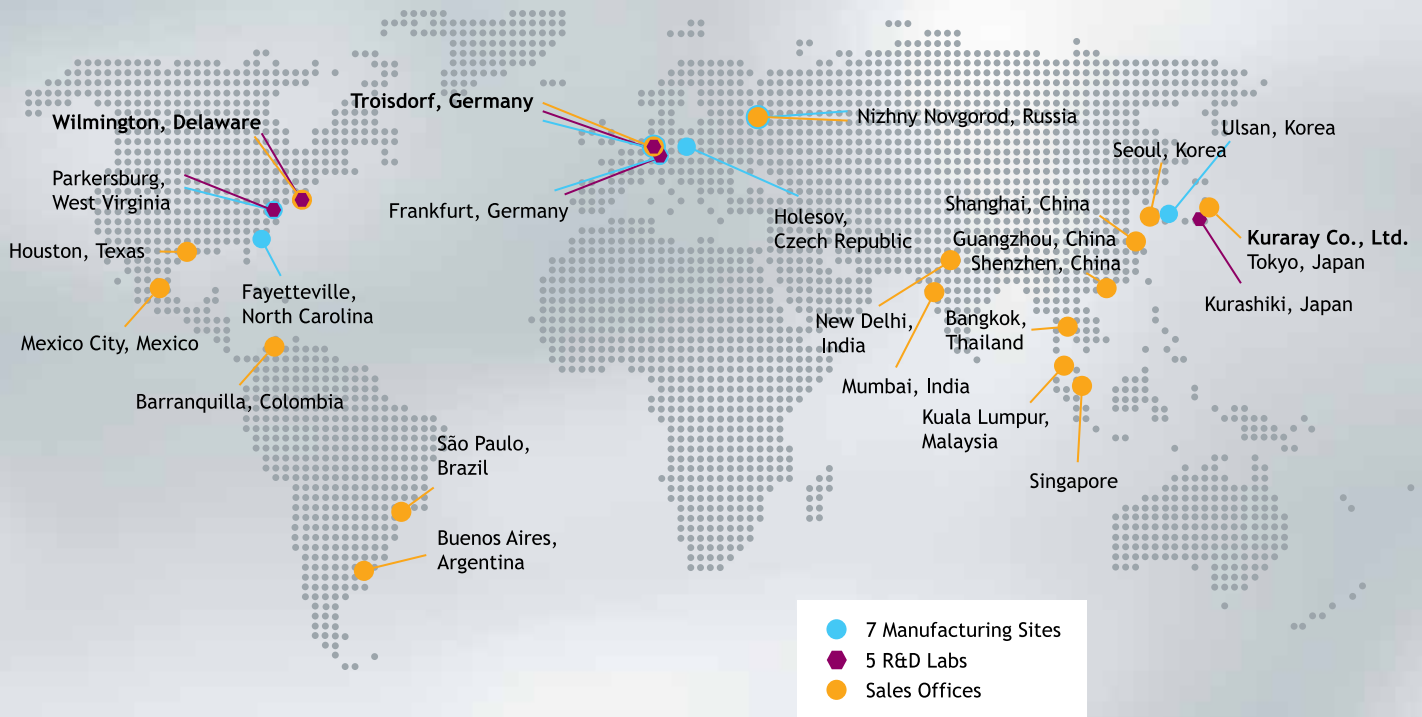 Troisdorf, Germany
Wilmington, Delaware
Nizhny Novgorod, Russia
Ulsan, Korea
Seoul, Korea
Parkersburg,
West Virginia
Frankfurt, Germany
Holesov,
Czech Republic
Shanghai, China
Guangzhou, China
Shenzhen, China
Kuraray Co., Ltd.
Tokyo, Japan
Houston, Texas
Fayetteville,
North Carolina
Kurashiki, Japan
Mexico City, Mexico
New Delhi,
India
Bangkok,
Thailand
Mumbai, India
Barranquilla, Colombia
Kuala Lumpur,
Malaysia
São Paulo,
Brazil
Singapore
Buenos Aires,
Argentina
7 Manufacturing Sites
5 R&D Labs
Sales Offices